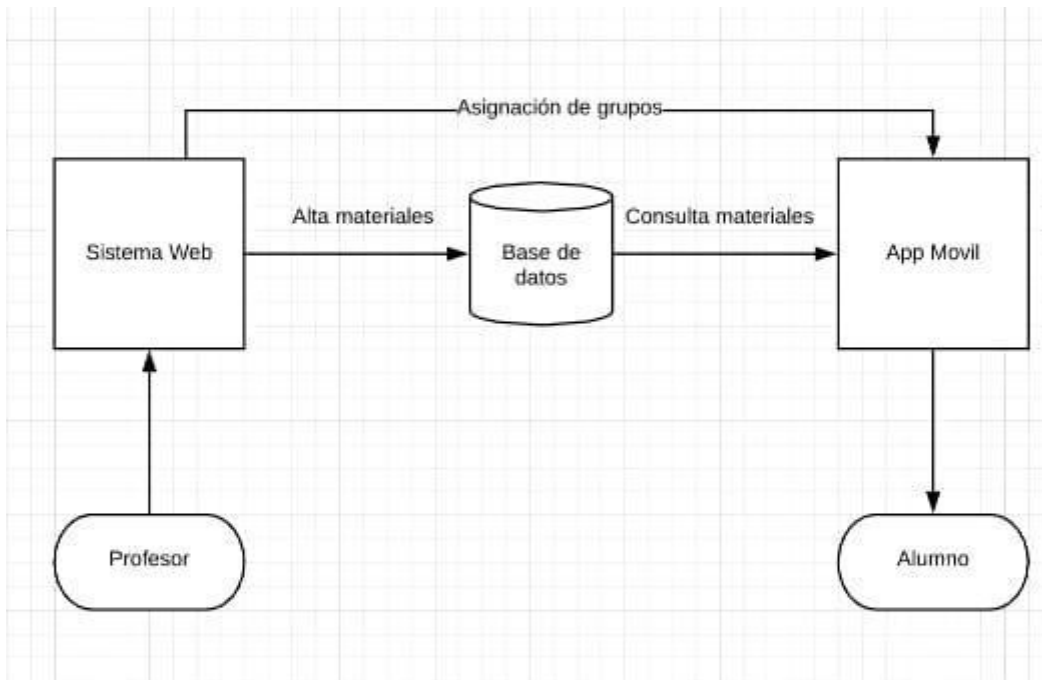 Asignación de grupos
Alta materiales
Consulta materiales
Sistema Web
Base de
datos
App Movil
Profesor
Alumno